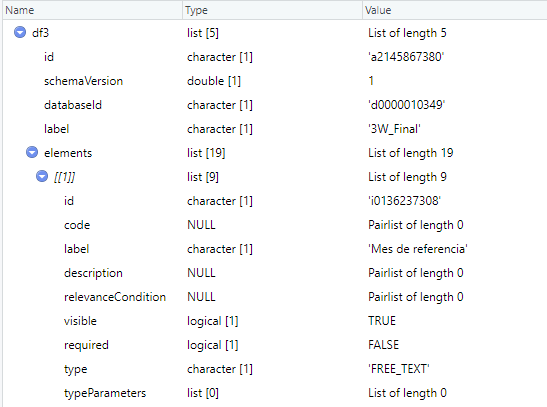 Name Type Value
df3 list [5] List of length 5
id character [1] 'a2145867380'
schemaVersion double [1] 1
databaseId character [1] 'd0000010349'
label character [1] '3W_Final'
elements list [19] List of length 19
[[1]] list [9] List of length 9
id character [1] 'i0136237308'
code NULL Pairlist of length 0
label character [1] 'Mes de referencia'
description NULL Pairlist of length 0
relevanceCondition NULL Pairlist of length 0
visible logical [1] TRUE
required logical [1] FALSE
type character [1] 'FREE_TEXT'
typeParameters list [0] List of length 0